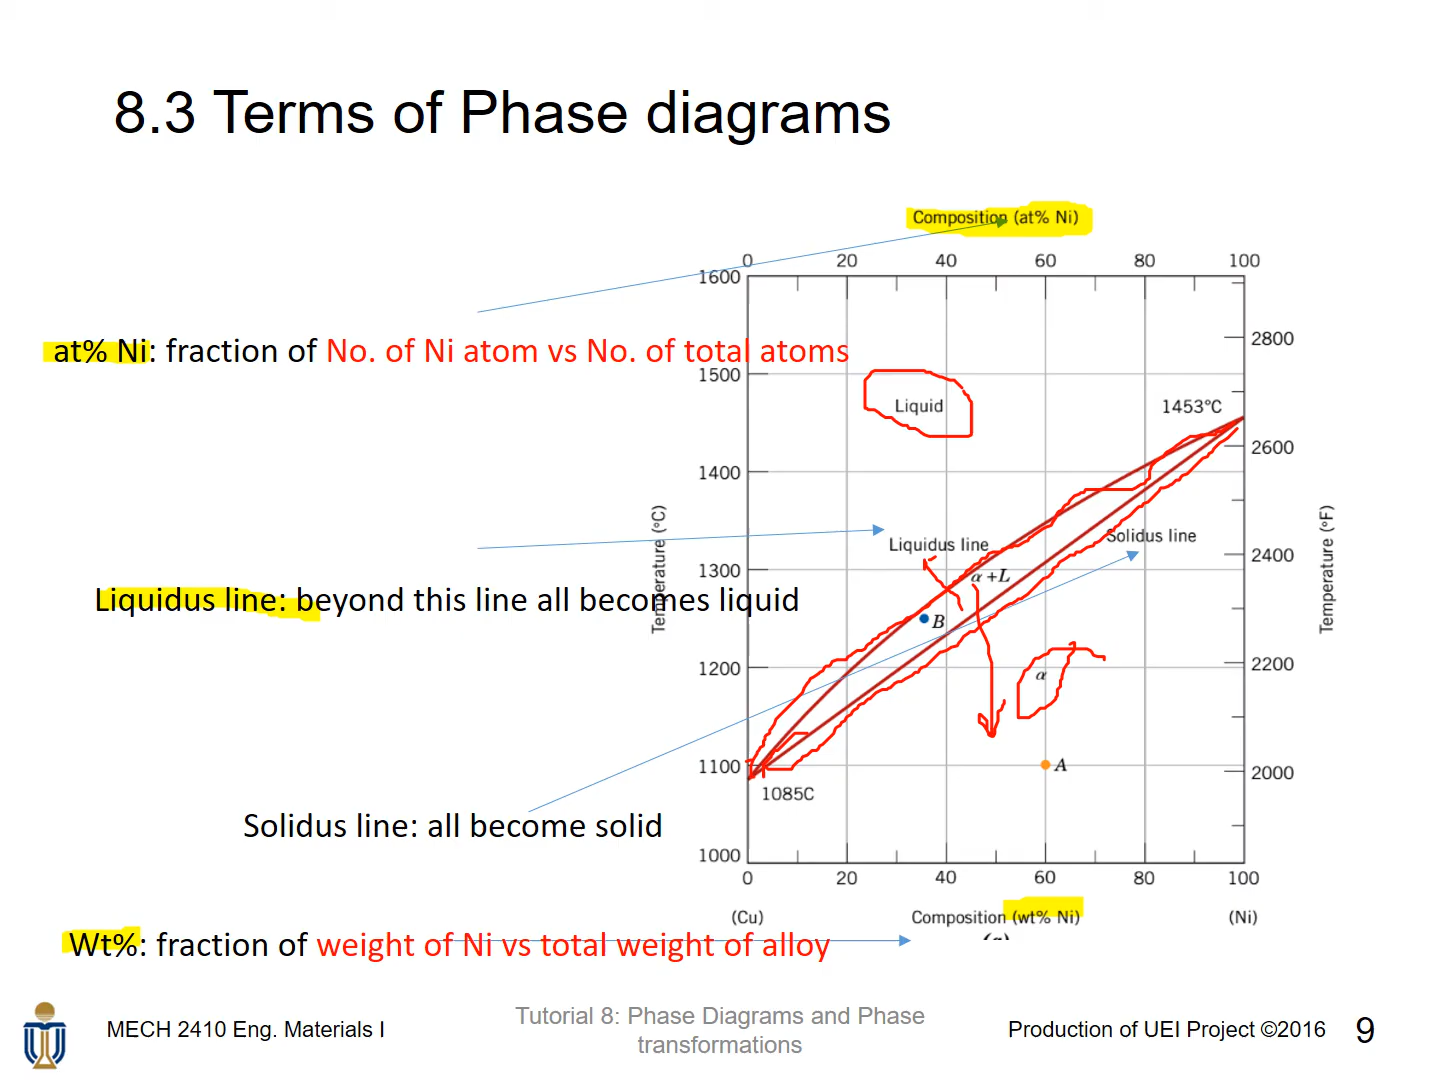 8.3 Terms of Phase diagrams
Composition (at% Ni)
0 20 40 60 80 100
1600
at% Ni: fraction of No. of Ni atom vs No. of total atoms
2800
1500
Liquid
1453°C
2600
1400
Temperature (°C)
Temperature (°F)
Liquidus line
Solidus line
2400
1300
α + L
Liquidus line: beyond this line all becomes liquid
B
1200
2200
α
1100
A
2000
1085C
Solidus line: all become solid
1000
0 20 40 60 80 100
(Cu) Composition (wt% Ni) (Ni)
Wt%: fraction of weight of Ni vs total weight of alloy
MECH 2410 Eng. Materials I
Tutorial 8: Phase Diagrams and Phase
transformations
Production of UEI Project ©2016
9